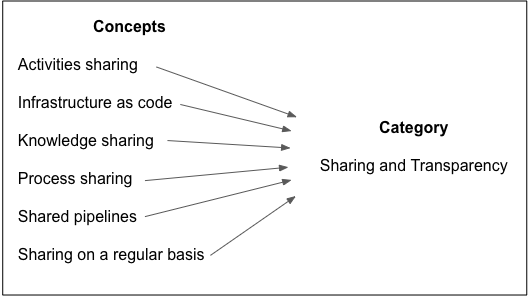 Concepts
Activities sharing
Infrastructure as code
Knowledge sharing
Process sharing
Shared pipelines
Sharing on a regular basis
Category
Sharing and Transparency